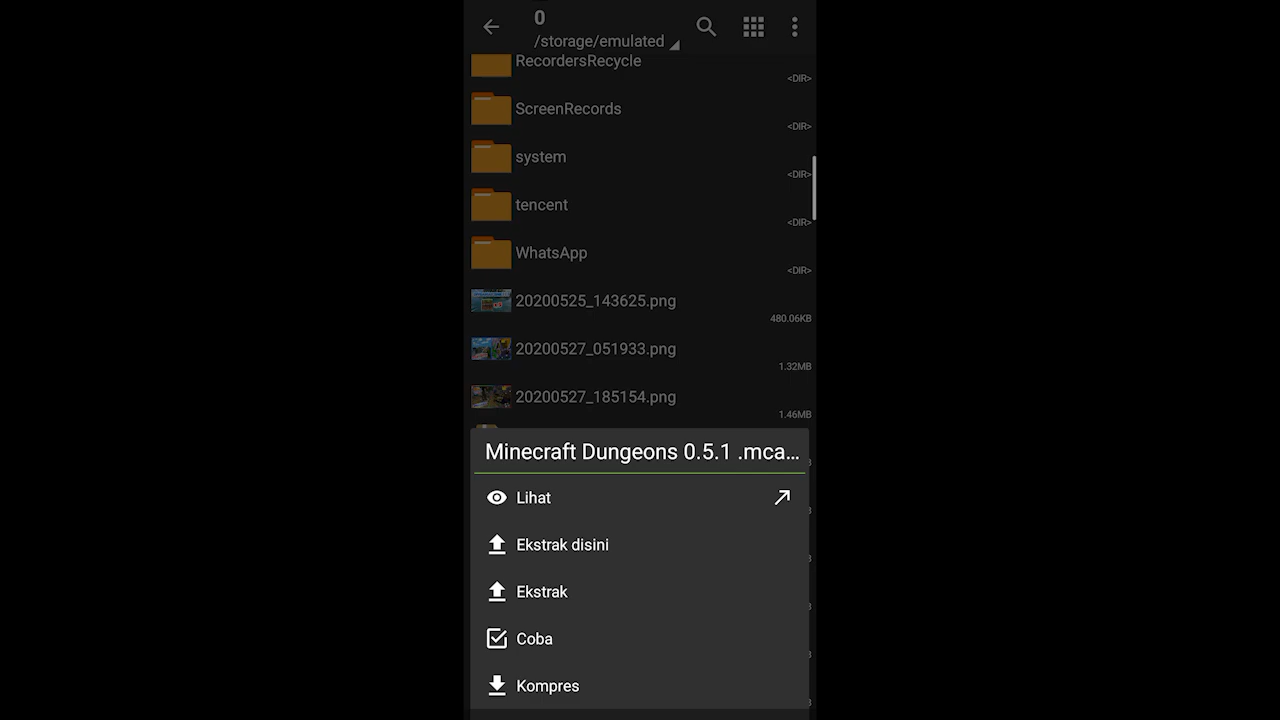 0
/storage/emulated
RecordersRecycle
<DIR>
ScreenRecords
<DIR>
system
<DIR>
tencent
<DIR>
WhatsApp
<DIR>
20200525_143625.png
480.06KB
20200527_051933.png
1.32MB
20200527_185154.png
1.46MB
Minecraft Dungeons 0.5.1 .mca...
Lihat
Ekstrak disini
Ekstrak
Coba
Kompres